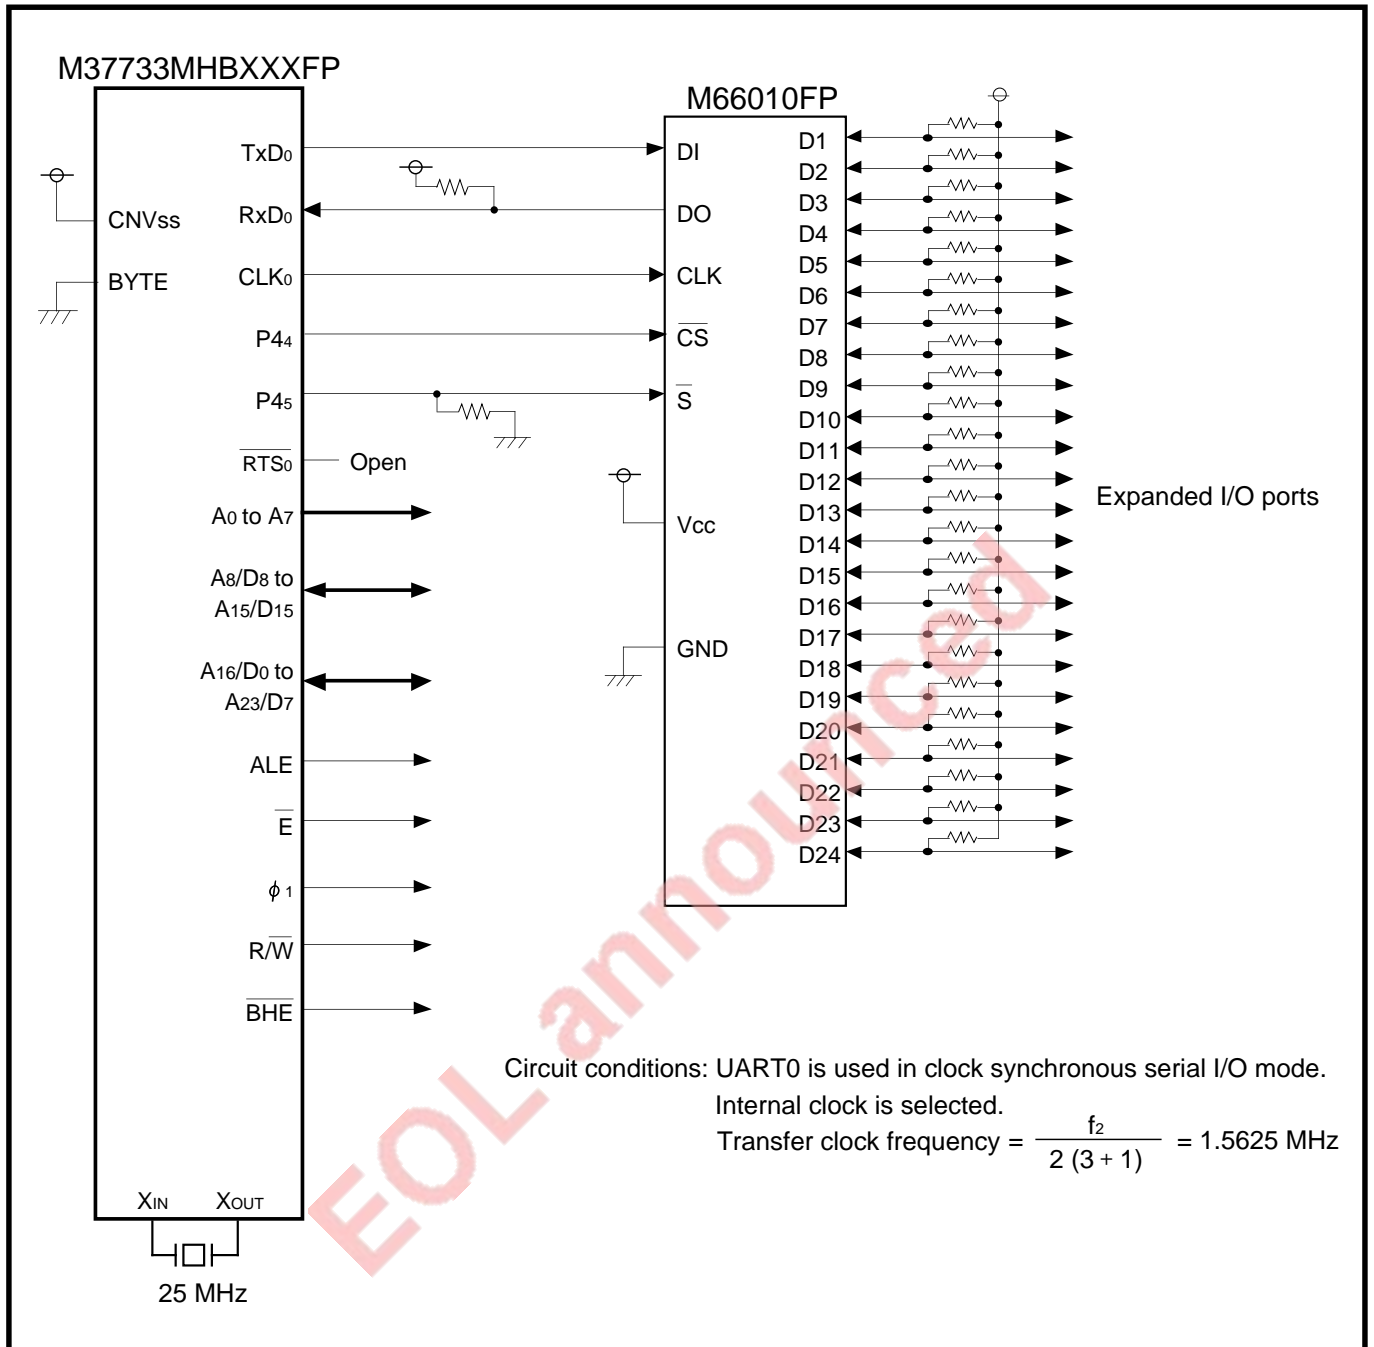 M37733MHBXXXFP
M66010FP
CNVss
BYTE
TxD0
RxD0
CLK0
P44
P45
RTS0
Open
A0 to A7
A8/D8 to
A15/D15
A16/D0 to
A23/D7
ALE
E
ϕ 1
R/W
BHE
XIN
XOUT
25 MHz
DI
DO
CLK
CS
S
Vcc
GND
D1
D2
D3
D4
D5
D6
D7
D8
D9
D10
D11
D12
D13
D14
D15
D16
D17
D18
D19
D20
D21
D22
D23
D24
Expanded I/O ports
EOL announced
Circuit conditions: UART0 is used in clock synchronous serial I/O mode.
Internal clock is selected.
Transfer clock frequency = f2 / 2 (3 + 1) = 1.5625 MHz